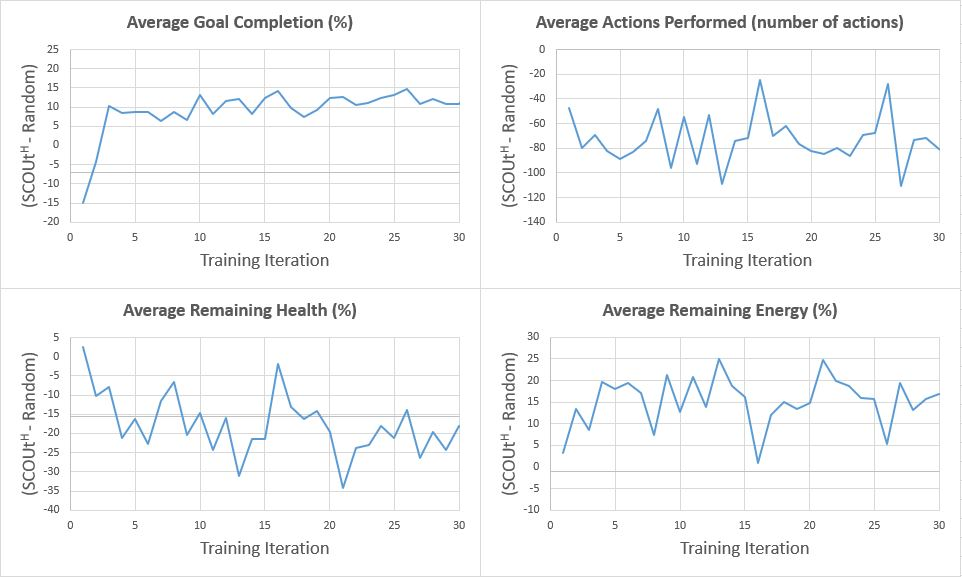 Average Goal Completion (%)
(SCOUtᴴ - Random)
25
20
15
10
5
0
-5
-10
-15
-20
0 5 10 15 20 25 30
Training Iteration
Average Actions Performed (number of actions)
(SCOUtᴴ - Random)
0
-20
-40
-60
-80
-100
-120
-140
0 5 10 15 20 25 30
Training Iteration
Average Remaining Health (%)
(SCOUtᴴ - Random)
5
0
-5
-10
-15
-20
-25
-30
-35
-40
0 5 10 15 20 25 30
Training Iteration
Average Remaining Energy (%)
(SCOUtᴴ - Random)
30
25
20
15
10
5
0
-5
-10
0 5 10 15 20 25 30
Training Iteration